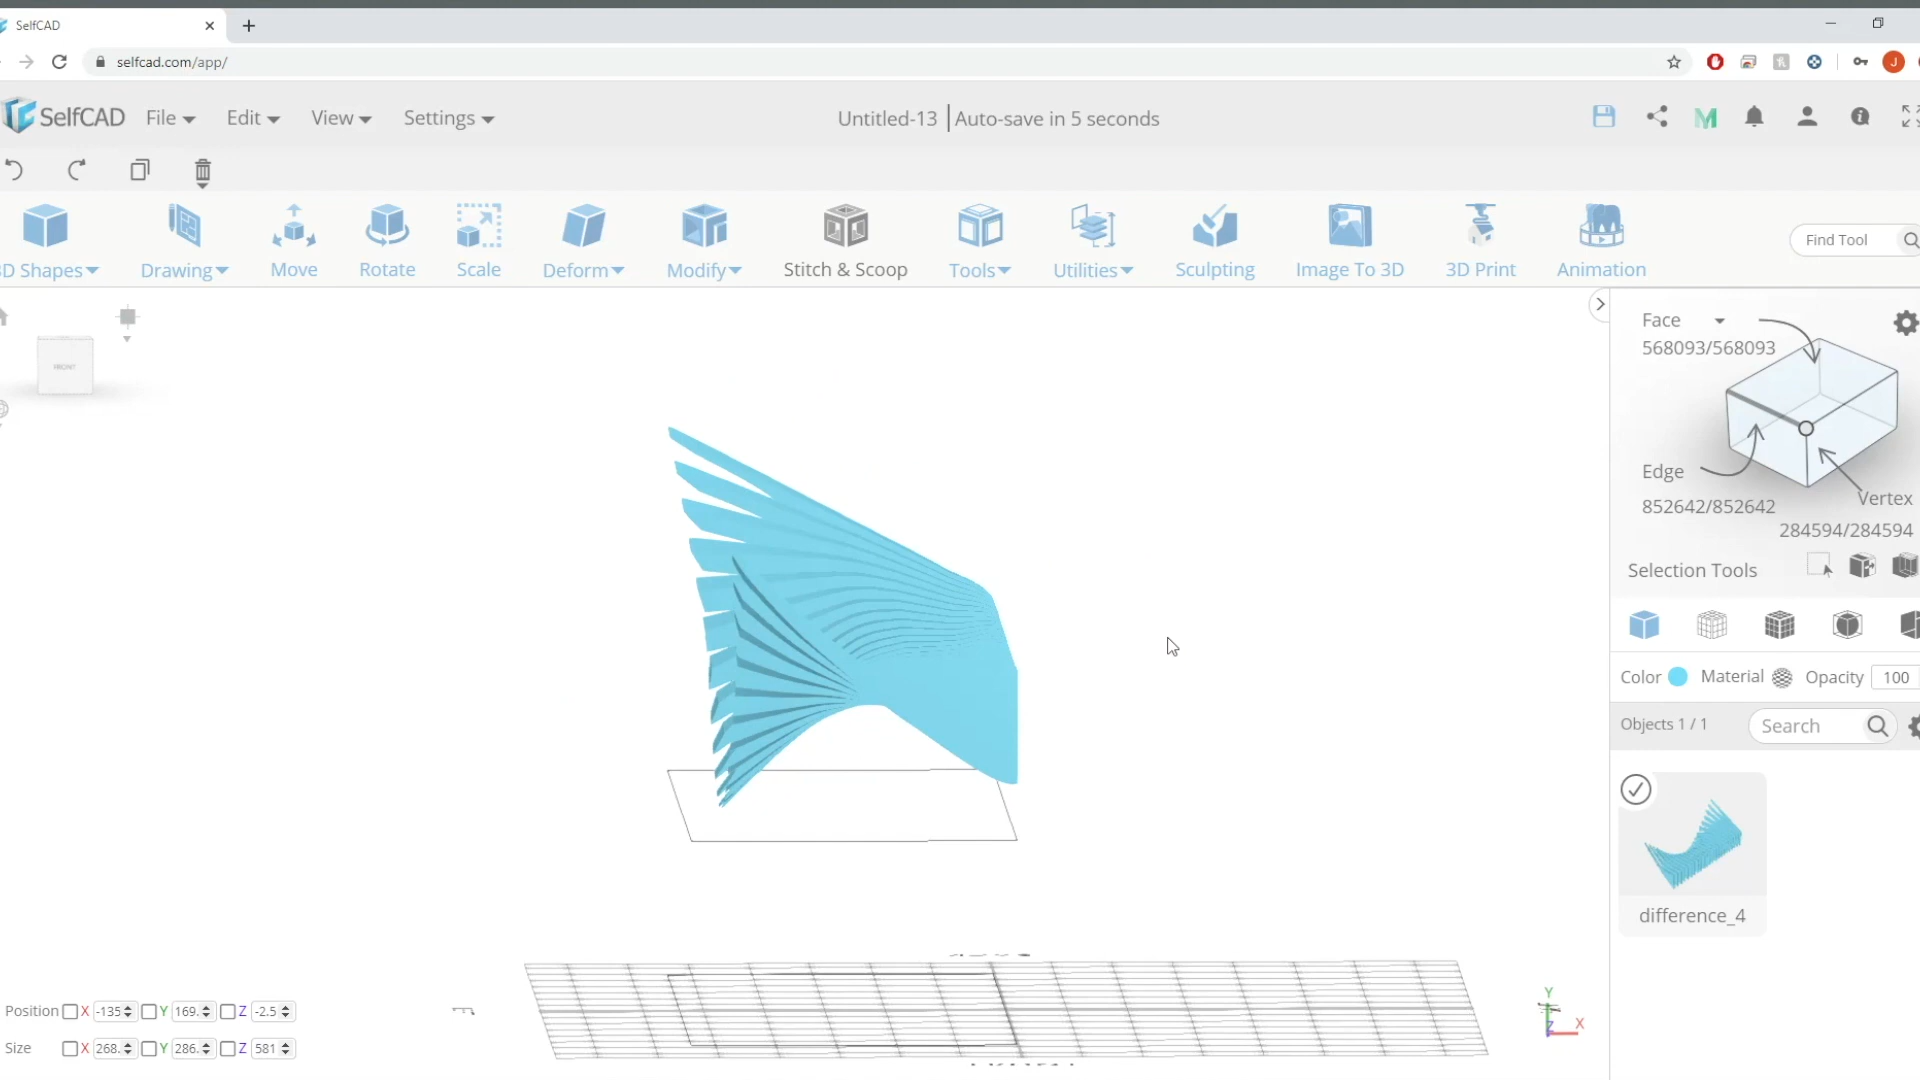 SelfCAD
selfcad.com/app/
J
SelfCAD File Edit View Settings Untitled-13 Auto-save in 5 seconds
3D Shapes Drawing Move Rotate Scale Deform Modify Stitch & Scoop Tools Utilities Sculpting Image To 3D 3D Print Animation Find Tool
FRONT
Face
568093/568093
Edge
852642/852642
Vertex
284594/284594
Selection Tools
Color Material Opacity 100
Objects 1 / 1 Search
difference_4
Position X -135 Y 169. Z -2.5
Size X 268. Y 286. Z 581
Y
Z
X